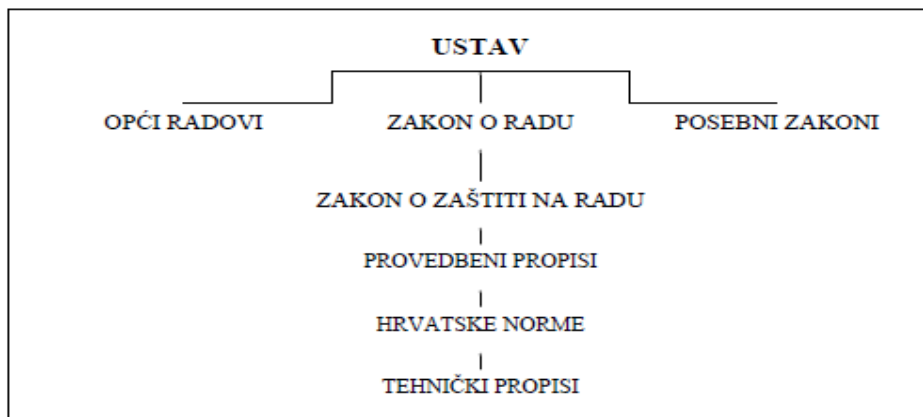 USTAV
OPĆI RADOVI ZAKON O RADU POSEBNI ZAKONI
ZAKON O ZAŠTITI NA RADU
PROVEDBENI PROPISI
HRVATSKE NORME
TEHNIČKI PROPISI